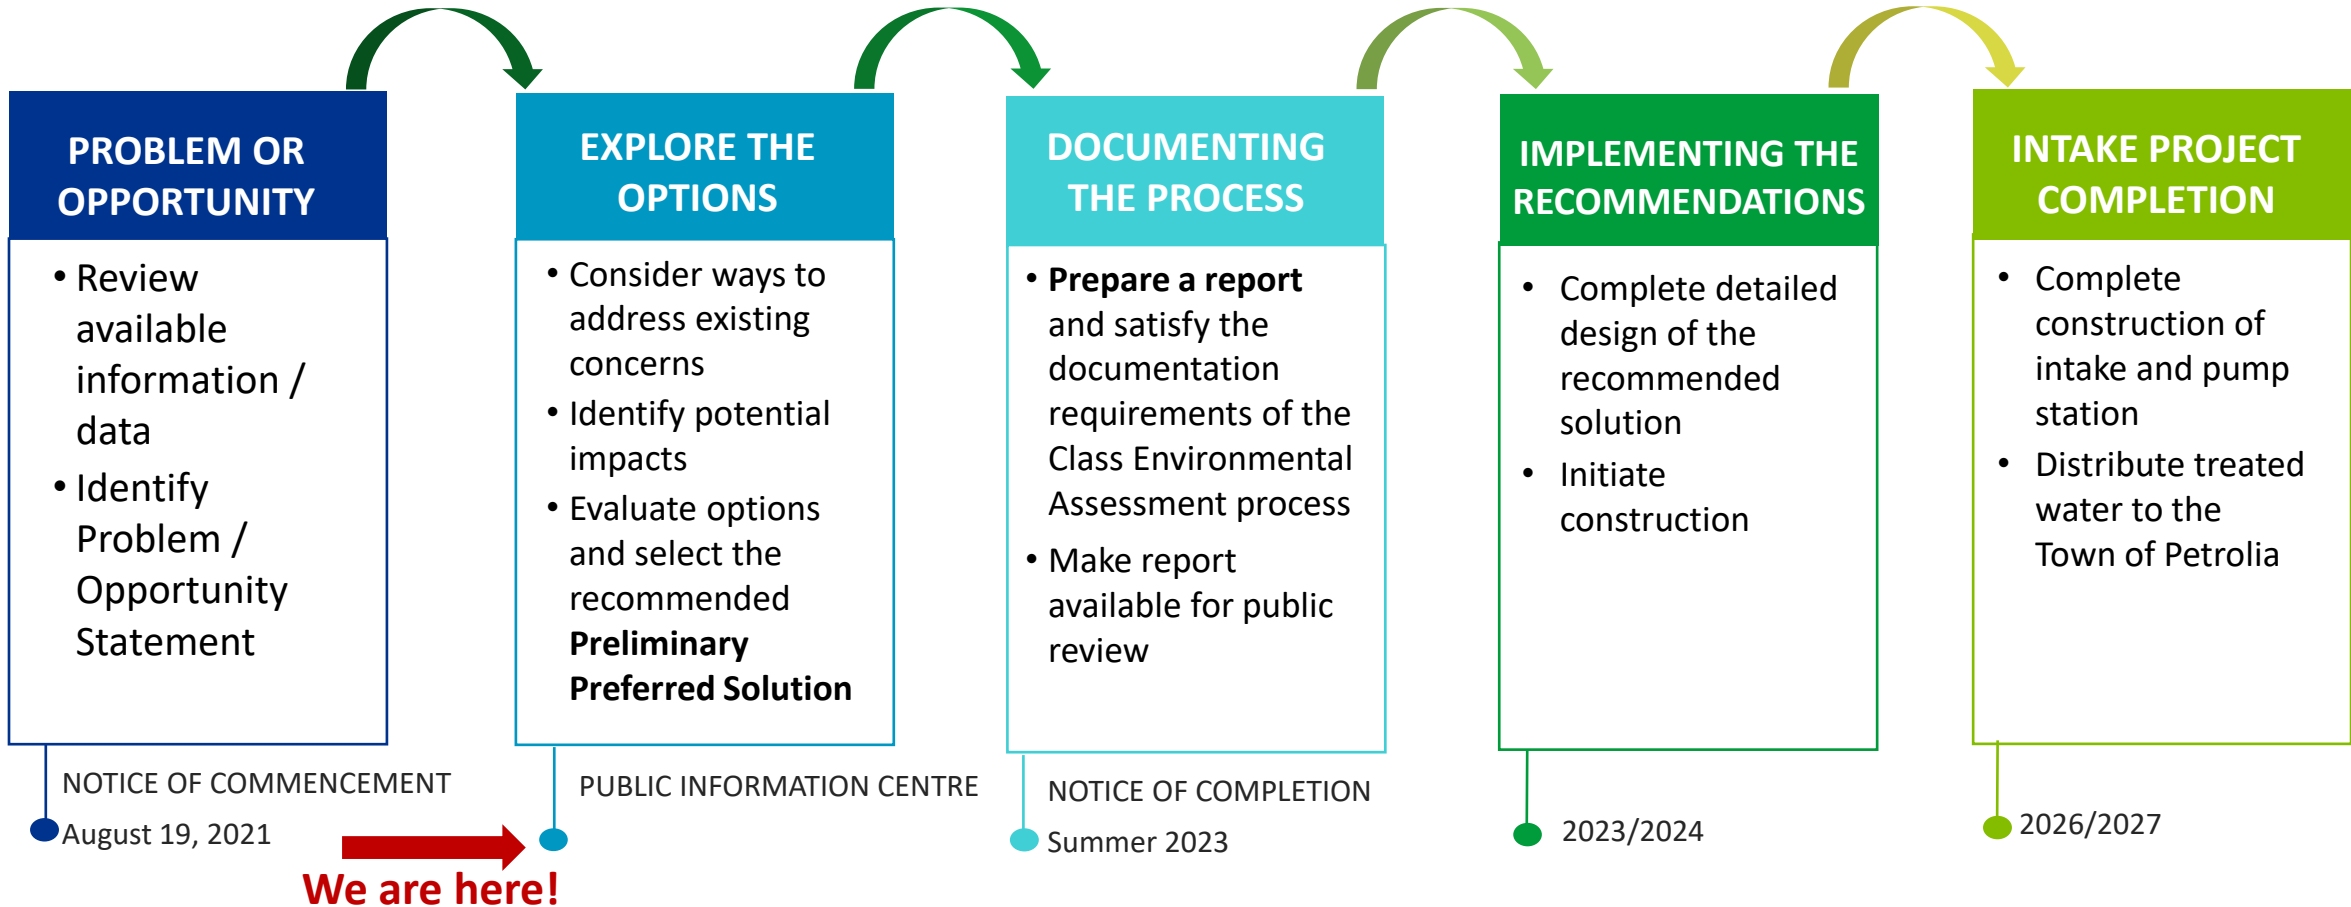 PROBLEM OR
OPPORTUNITY
• Review
available
information /
data
• Identify
Problem /
Opportunity
Statement
NOTICE OF COMMENCEMENT
August 19, 2021
We are here!
EXPLORE THE
OPTIONS
• Consider ways to
address existing
concerns
• Identify potential
impacts
• Evaluate options
and select the
recommended
Preliminary
Preferred Solution
PUBLIC INFORMATION CENTRE
DOCUMENTING
THE PROCESS
• Prepare a report
and satisfy the
documentation
requirements of the
Class Environmental
Assessment process
• Make report
available for public
review
NOTICE OF COMPLETION
Summer 2023
IMPLEMENTING THE
RECOMMENDATIONS
• Complete detailed
design of the
recommended
solution
• Initiate
construction
2023/2024
INTAKE PROJECT
COMPLETION
• Complete
construction of
intake and pump
station
• Distribute treated
water to the
Town of Petrolia
2026/2027